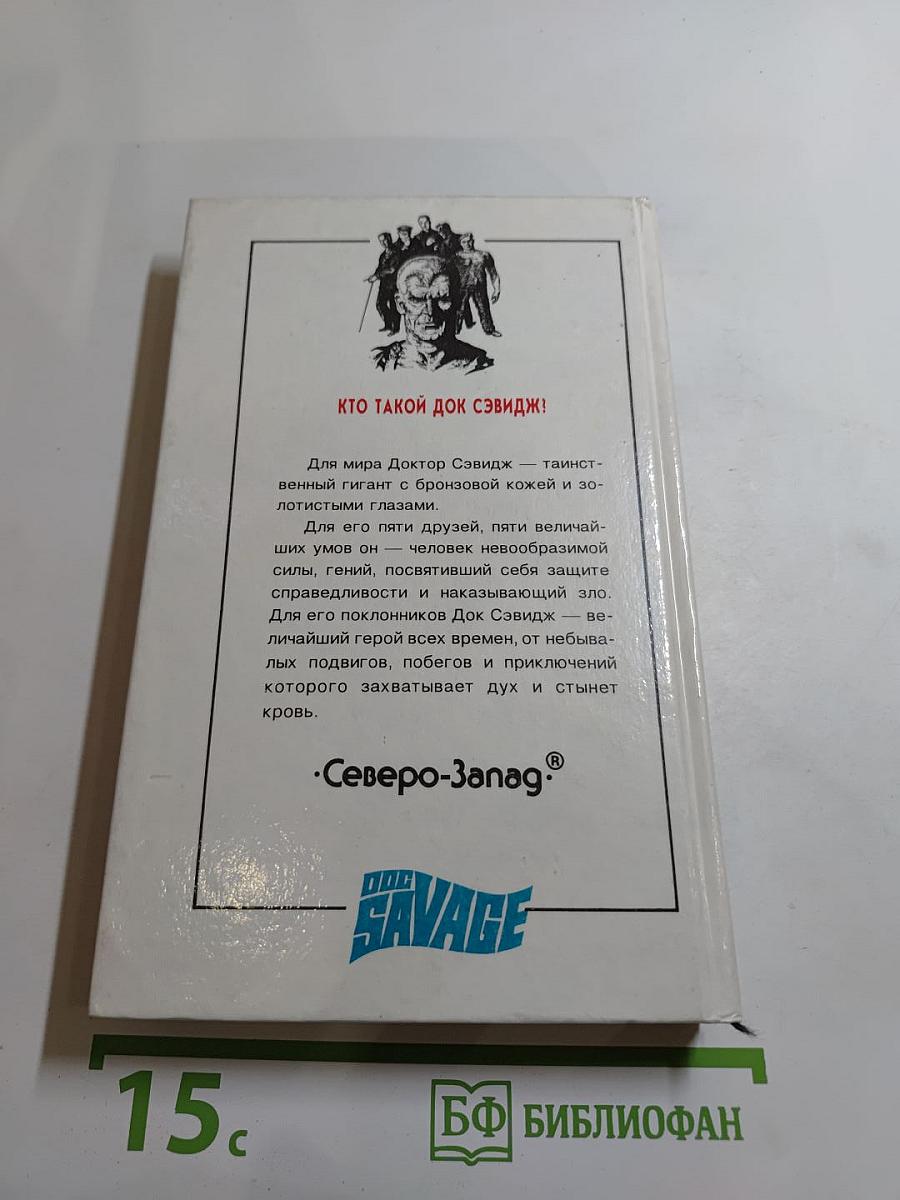 КТО ТАКОЙ ДОК СЭВИДЖ?
Для мира Доктор Сэвидж — таинст-
венный гигант с бронзовой кожей и зо-
лотистыми глазами.
Для его пяти друзей, пяти величай-
ших умов он — человек невообразимой
силы, гений, посвятивший себя защите
справедливости и наказывающий зло.
Для его поклонников Док Сэвидж — ве-
личайший герой всех времен, от небыва-
лых подвигов, побегов и приключений
которого захватывает дух и стынет
кровь.
·Северо-Запад·®
DOC
SAVAGE
15 с
БФ БИБЛИОФАН